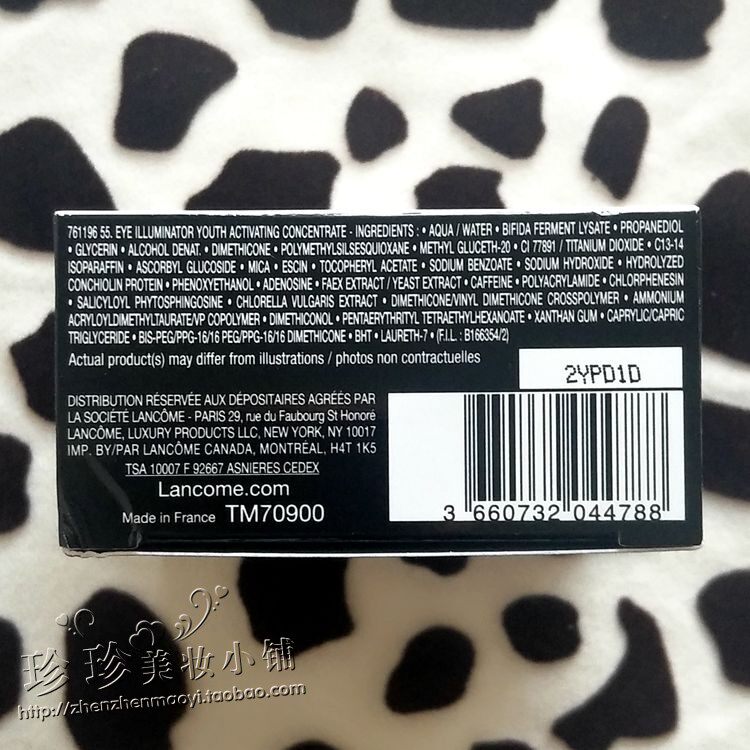 761196 55. EYE ILLUMINATOR YOUTH ACTIVATING CONCENTRATE • INGREDIENTS : • AQUA / WATER • BIFIDA FERMENT LYSATE • PROPANEDIOL
• GLYCERIN • ALCOHOL DENAT. • DIMETHICONE • POLYMETHYLSILSESQUIOXANE • METHYL GLUCETH-20 • CI 77891 / TITANIUM DIOXIDE • C13-14
ISOPARAFFIN • ASCORBYL GLUCOSIDE • MICA • ESCIN • TOCOPHERYL ACETATE • SODIUM BENZOATE • SODIUM HYDROXIDE • HYDROLYZED
CONCHIOLIN PROTEIN • PHENOXYETHANOL • ADENOSINE • FAEX EXTRACT / YEAST EXTRACT • CAFFEINE • POLYACRYLAMIDE • CHLORPHENESIN
• SALICYLOYL PHYTOSPHINGOSINE • CHLORELLA VULGARIS EXTRACT • DIMETHICONE/VINYL DIMETHICONE CROSSPOLYMER • AMMONIUM
ACRYLOYLDIMETHYLTAURATE/VP COPOLYMER • DIMETHICONOL • PENTAERYTHRITYL TETRAETHYLHEXANOATE • XANTHAN GUM • CAPRYLIC/CAPRIC
TRIGLYCERIDE • BIS-PEG/PPG-16/16 PEG/PPG-16/16 DIMETHICONE • BHT • LAURETH-7 • (F.I.L.: B166354/2)
Actual product(s) may differ from illustrations / photos non contractuelles
2YPD1D
DISTRIBUTION RÉSERVÉE AUX DÉPOSITAIRES AGRÉÉS PAR
LA SOCIÉTÉ LANCÔME - PARIS 29, rue du Faubourg St Honoré
LANCÔME, LUXURY PRODUCTS LLC, NEW YORK, NY 10017
IMP. BY/PAR LANCÔME CANADA, MONTRÉAL, H4T 1K5
TSA 10007 F 92667 ASNIERES CEDEX
Lancome.com
Made in France TM70900
3 660732 044788
珍珍美妆小铺
http://zhenzhenmaoyi.taobao.com